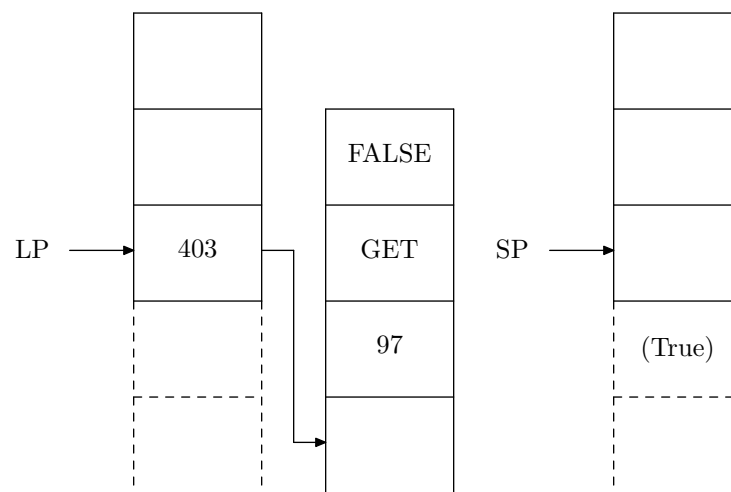 FALSE
LP
403
GET
SP
97
(True)